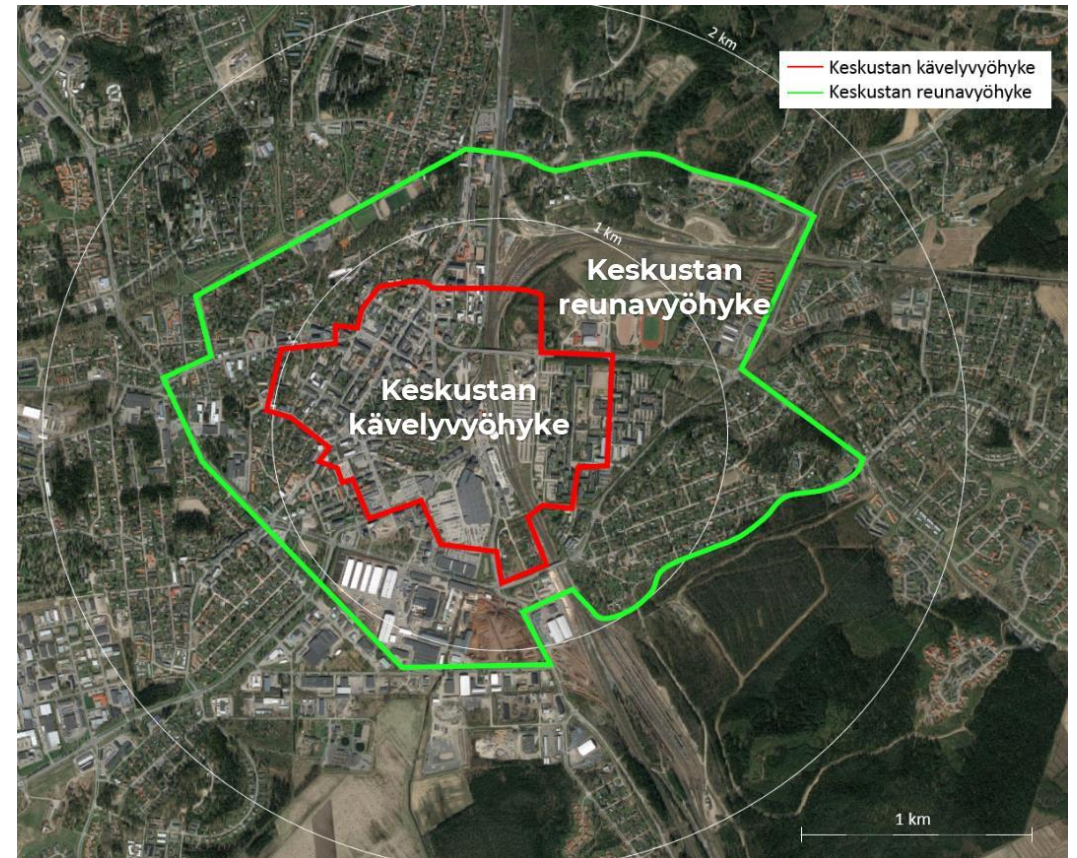 2 km
Keskustan kävelyvyöhyke
Keskustan reunavyöhyke
1 km
Keskustan
reunavyöhyke
Keskustan
kävelyvyöhyke
1 km